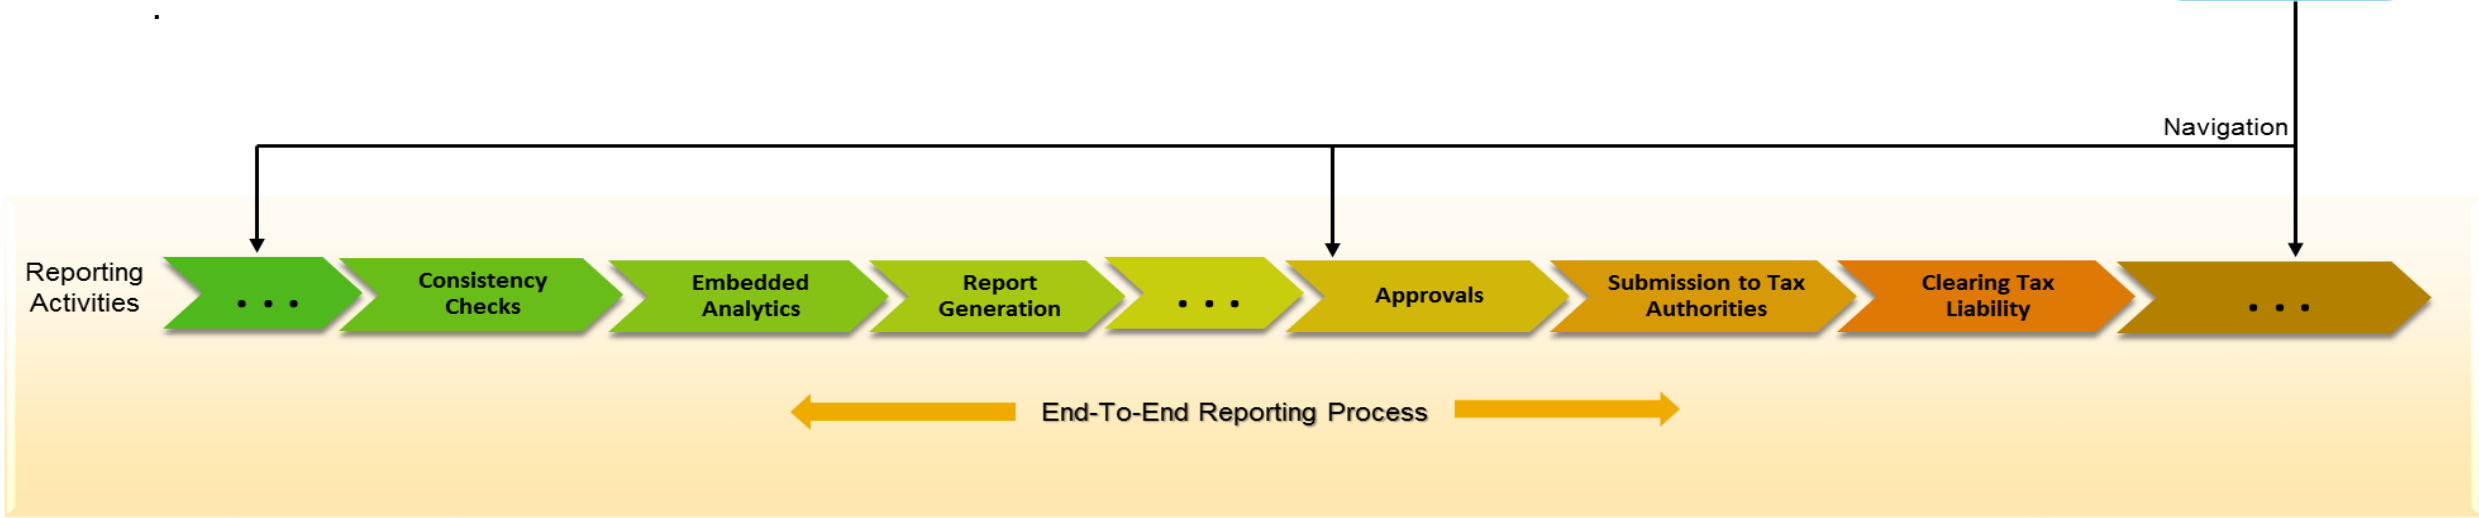 .
Navigation
Reporting
Activities
. . .
Consistency
Checks
Embedded
Analytics
Report
Generation
. . .
Approvals
Submission to Tax
Authorities
Clearing Tax
Liability
. . .
End-To-End Reporting Process